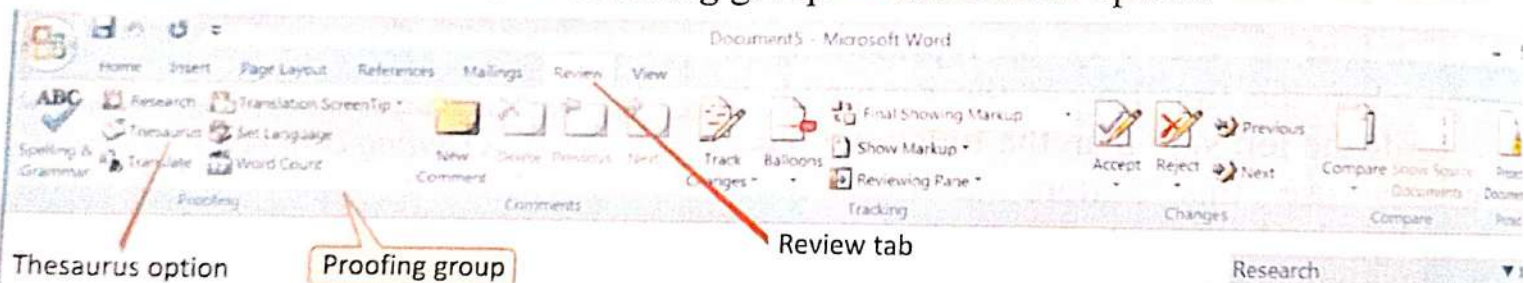 Document5 - Microsoft Word
Home Insert Page Layout References Mailings Review View
ABC Research Translation ScreenTip
Thesaurus Set Language
Spelling & Grammar Translate Word Count
New Comment Delete Previous Next
Track Changes Balloons
Final Showing Markup
Show Markup
Reviewing Pane
Accept Reject Previous
Next
Compare Show Source Documents
Proofing Comments Tracking Changes Compare
Thesaurus option Proofing group Review tab
Research